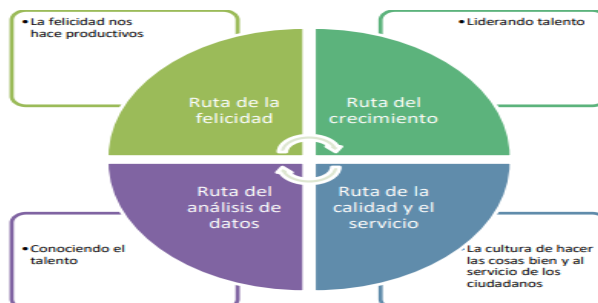 •La felicidad nos
hace productivos
•Liderando talento
Ruta de la
felicidad
Ruta del
crecimiento
Ruta del
análisis de
datos
Ruta de la
calidad y el
servicio
•Conociendo el
talento
•La cultura de hacer
las cosas bien y al
servicio de los
ciudadanos